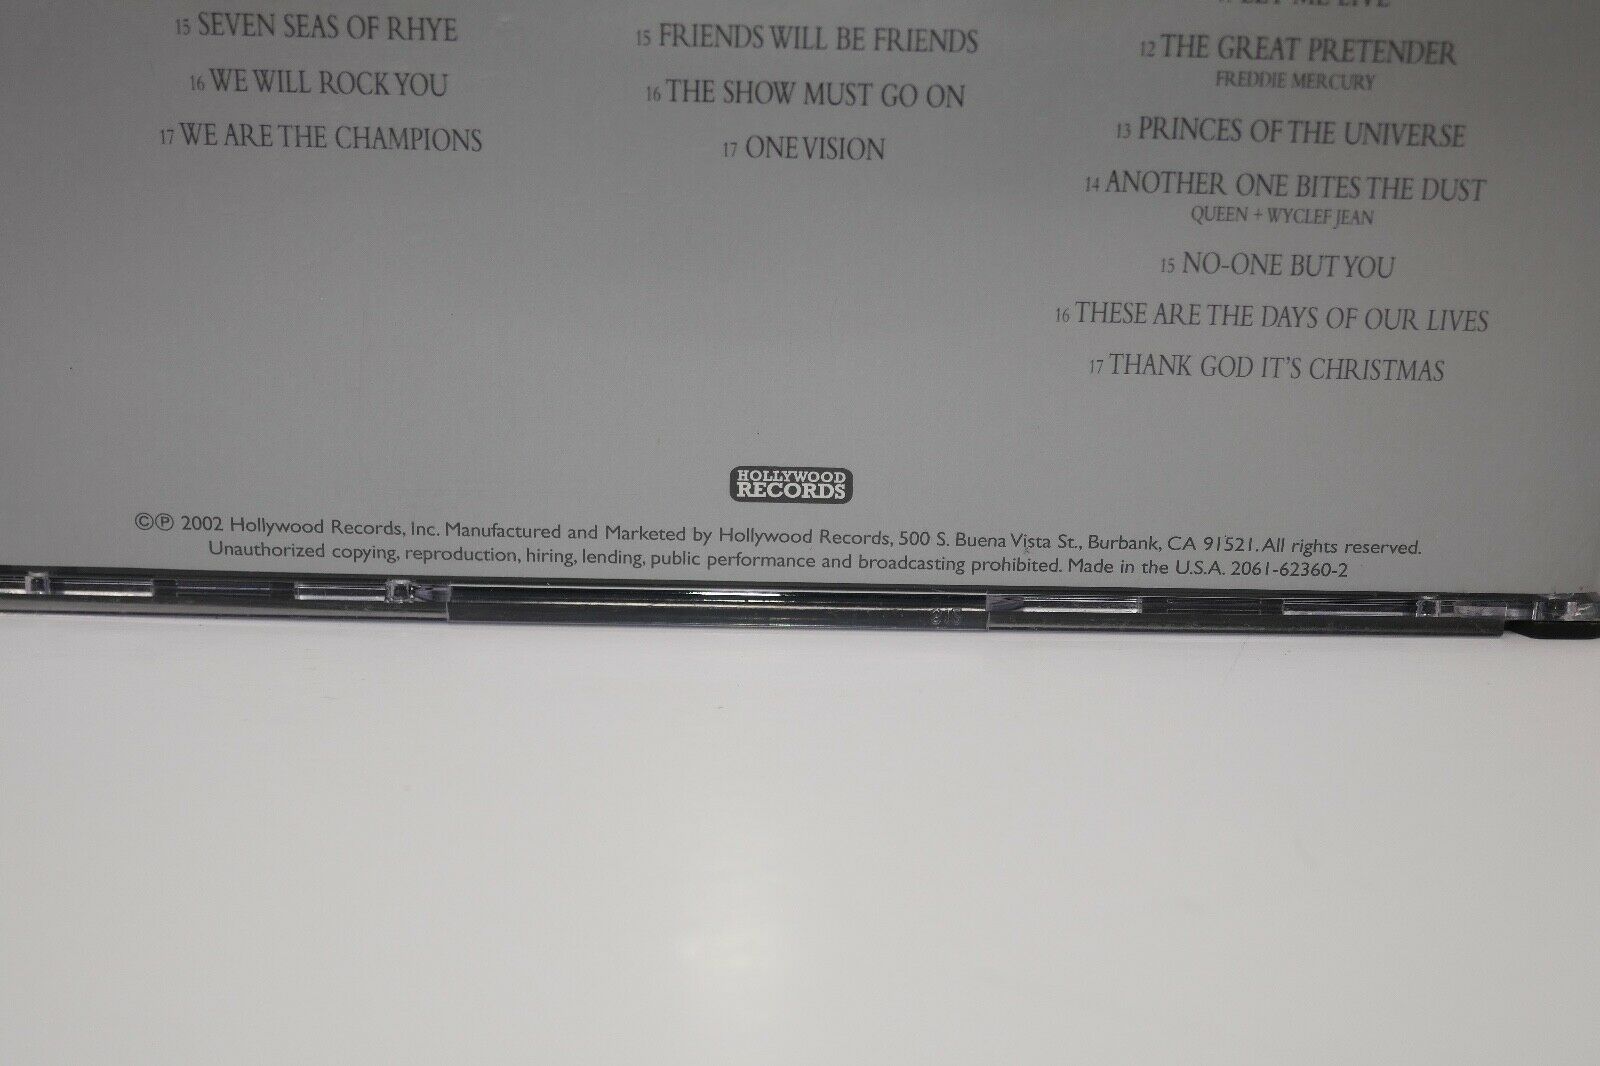 15 SEVEN SEAS OF RHYE
16 WE WILL ROCK YOU
17 WE ARE THE CHAMPIONS
15 FRIENDS WILL BE FRIENDS
16 THE SHOW MUST GO ON
17 ONE VISION
LET ME LIVE
12 THE GREAT PRETENDER
FREDDIE MERCURY
13 PRINCES OF THE UNIVERSE
14 ANOTHER ONE BITES THE DUST
QUEEN + WYCLEF JEAN
15 NO-ONE BUT YOU
16 THESE ARE THE DAYS OF OUR LIVES
17 THANK GOD IT'S CHRISTMAS
HOLLYWOOD
RECORDS
©℗ 2002 Hollywood Records, Inc. Manufactured and Marketed by Hollywood Records, 500 S. Buena Vista St., Burbank, CA 91521. All rights reserved.
Unauthorized copying, reproduction, hiring, lending, public performance and broadcasting prohibited. Made in the U.S.A. 2061-62360-2